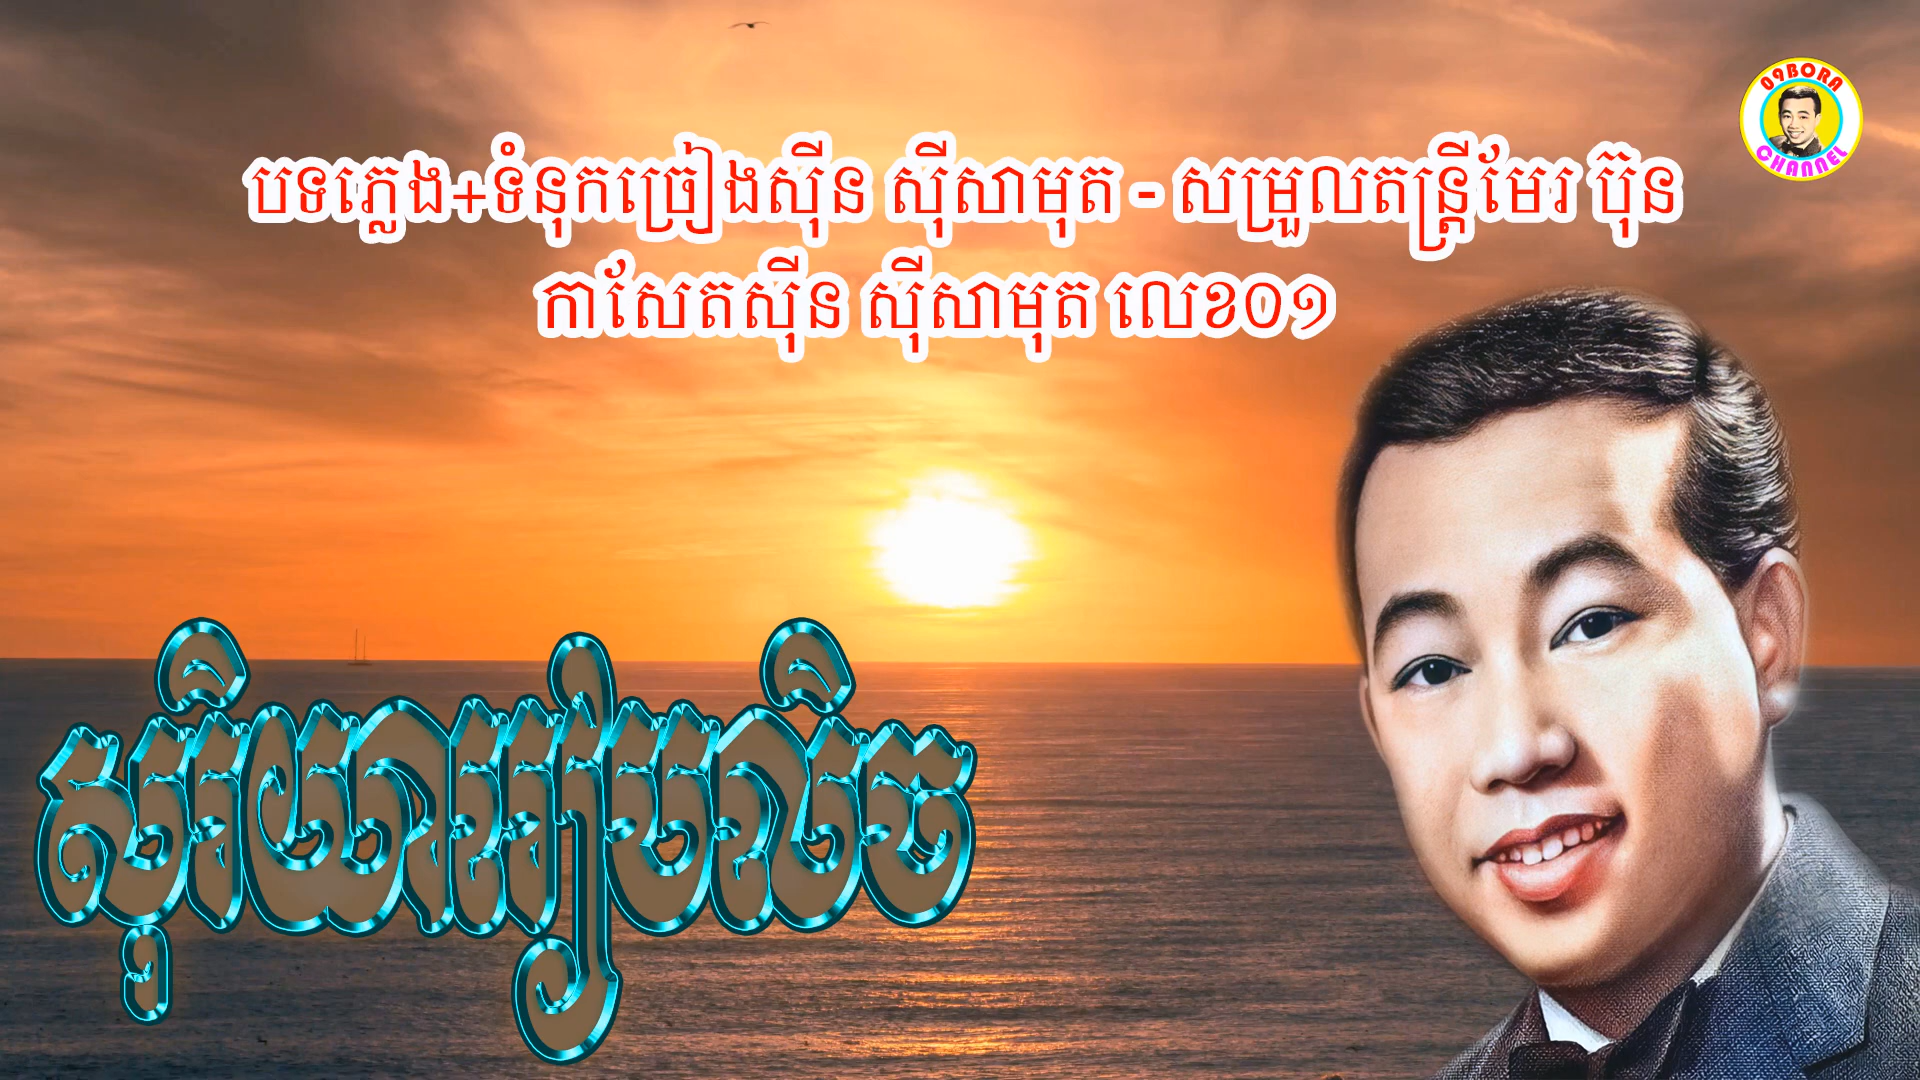 09BORA
CHANNEL
បទភ្លេង+ទំនុកច្រៀងស៊ីន ស៊ីសាមុត - សម្រួលតន្ត្រីមែរ ប៊ុន
កាសែតស៊ីន ស៊ីសាមុត លេខ០១
សូរិយាអៀមលិច